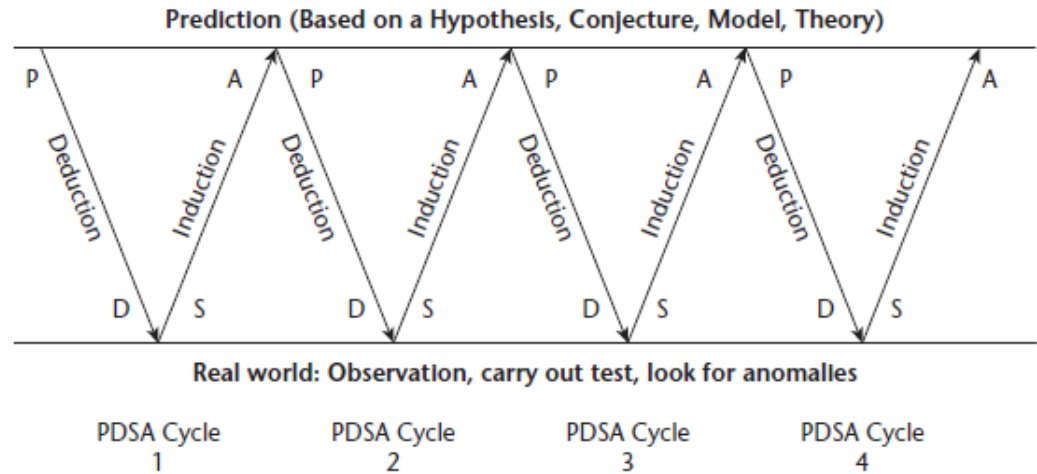 Prediction (Based on a Hypothesis, Conjecture, Model, Theory)
P A P A P A P A
Deduction Induction Deduction Induction Deduction Induction Deduction Induction
D S D S D S D S
Real world: Observation, carry out test, look for anomalies
PDSA Cycle PDSA Cycle PDSA Cycle PDSA Cycle
1 2 3 4